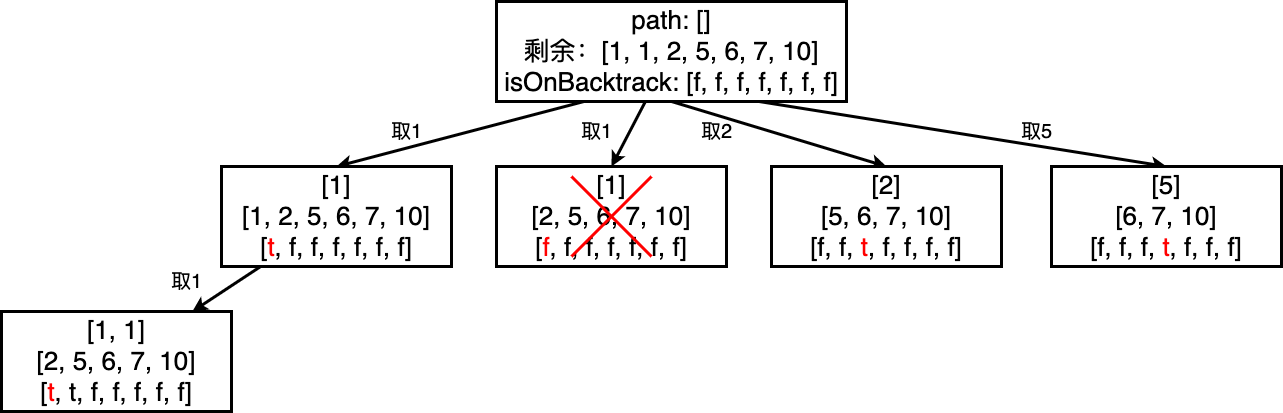 path: []
剩余：[1, 1, 2, 5, 6, 7, 10]
isOnBacktrack: [f, f, f, f, f, f, f]
取1
取1
取2
取5
[1]
[1, 2, 5, 6, 7, 10]
[t, f, f, f, f, f, f]
[1]
[2, 5, 6, 7, 10]
[f, f, f, f, f, f, f]
[2]
[5, 6, 7, 10]
[f, f, t, f, f, f, f]
[5]
[6, 7, 10]
[f, f, f, t, f, f, f]
取1
[1, 1]
[2, 5, 6, 7, 10]
[t, t, f, f, f, f, f]